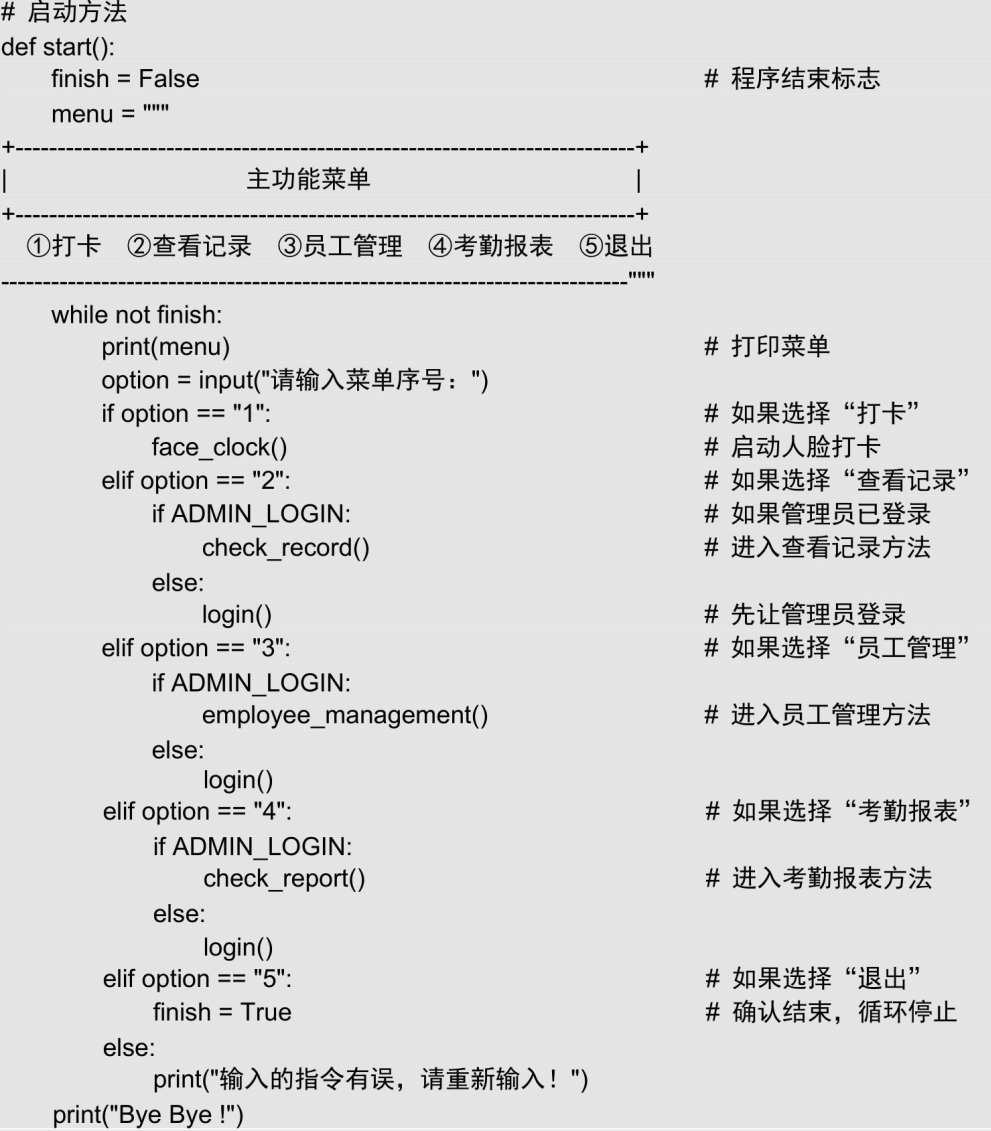 # 启动方法
def start():
    finish = False                                          # 程序结束标志
    menu = """
+--------------------------------------------------------------------------+
|                             主功能菜单                                |
+--------------------------------------------------------------------------+
   ①打卡   ②查看记录   ③员工管理   ④考勤报表   ⑤退出
---------------------------------------------------------------------------"""
    while not finish:
        print(menu)                                         # 打印菜单
        option = input("请输入菜单序号：")
        if option == "1":                                   # 如果选择“打卡”
            face_clock()                                    # 启动人脸打卡
        elif option == "2":                                 # 如果选择“查看记录”
            if ADMIN_LOGIN:                                 # 如果管理员已登录
                check_record()                              # 进入查看记录方法
            else:
                login()                                     # 先让管理员登录
        elif option == "3":                                 # 如果选择“员工管理”
            if ADMIN_LOGIN:
                employee_management()                       # 进入员工管理方法
            else:
                login()
        elif option == "4":                                 # 如果选择“考勤报表”
            if ADMIN_LOGIN:
                check_report()                              # 进入考勤报表方法
            else:
                login()
        elif option == "5":                                 # 如果选择“退出”
            finish = True                                   # 确认结束，循环停止
        else:
            print("输入的指令有误，请重新输入！")
    print("Bye Bye !")